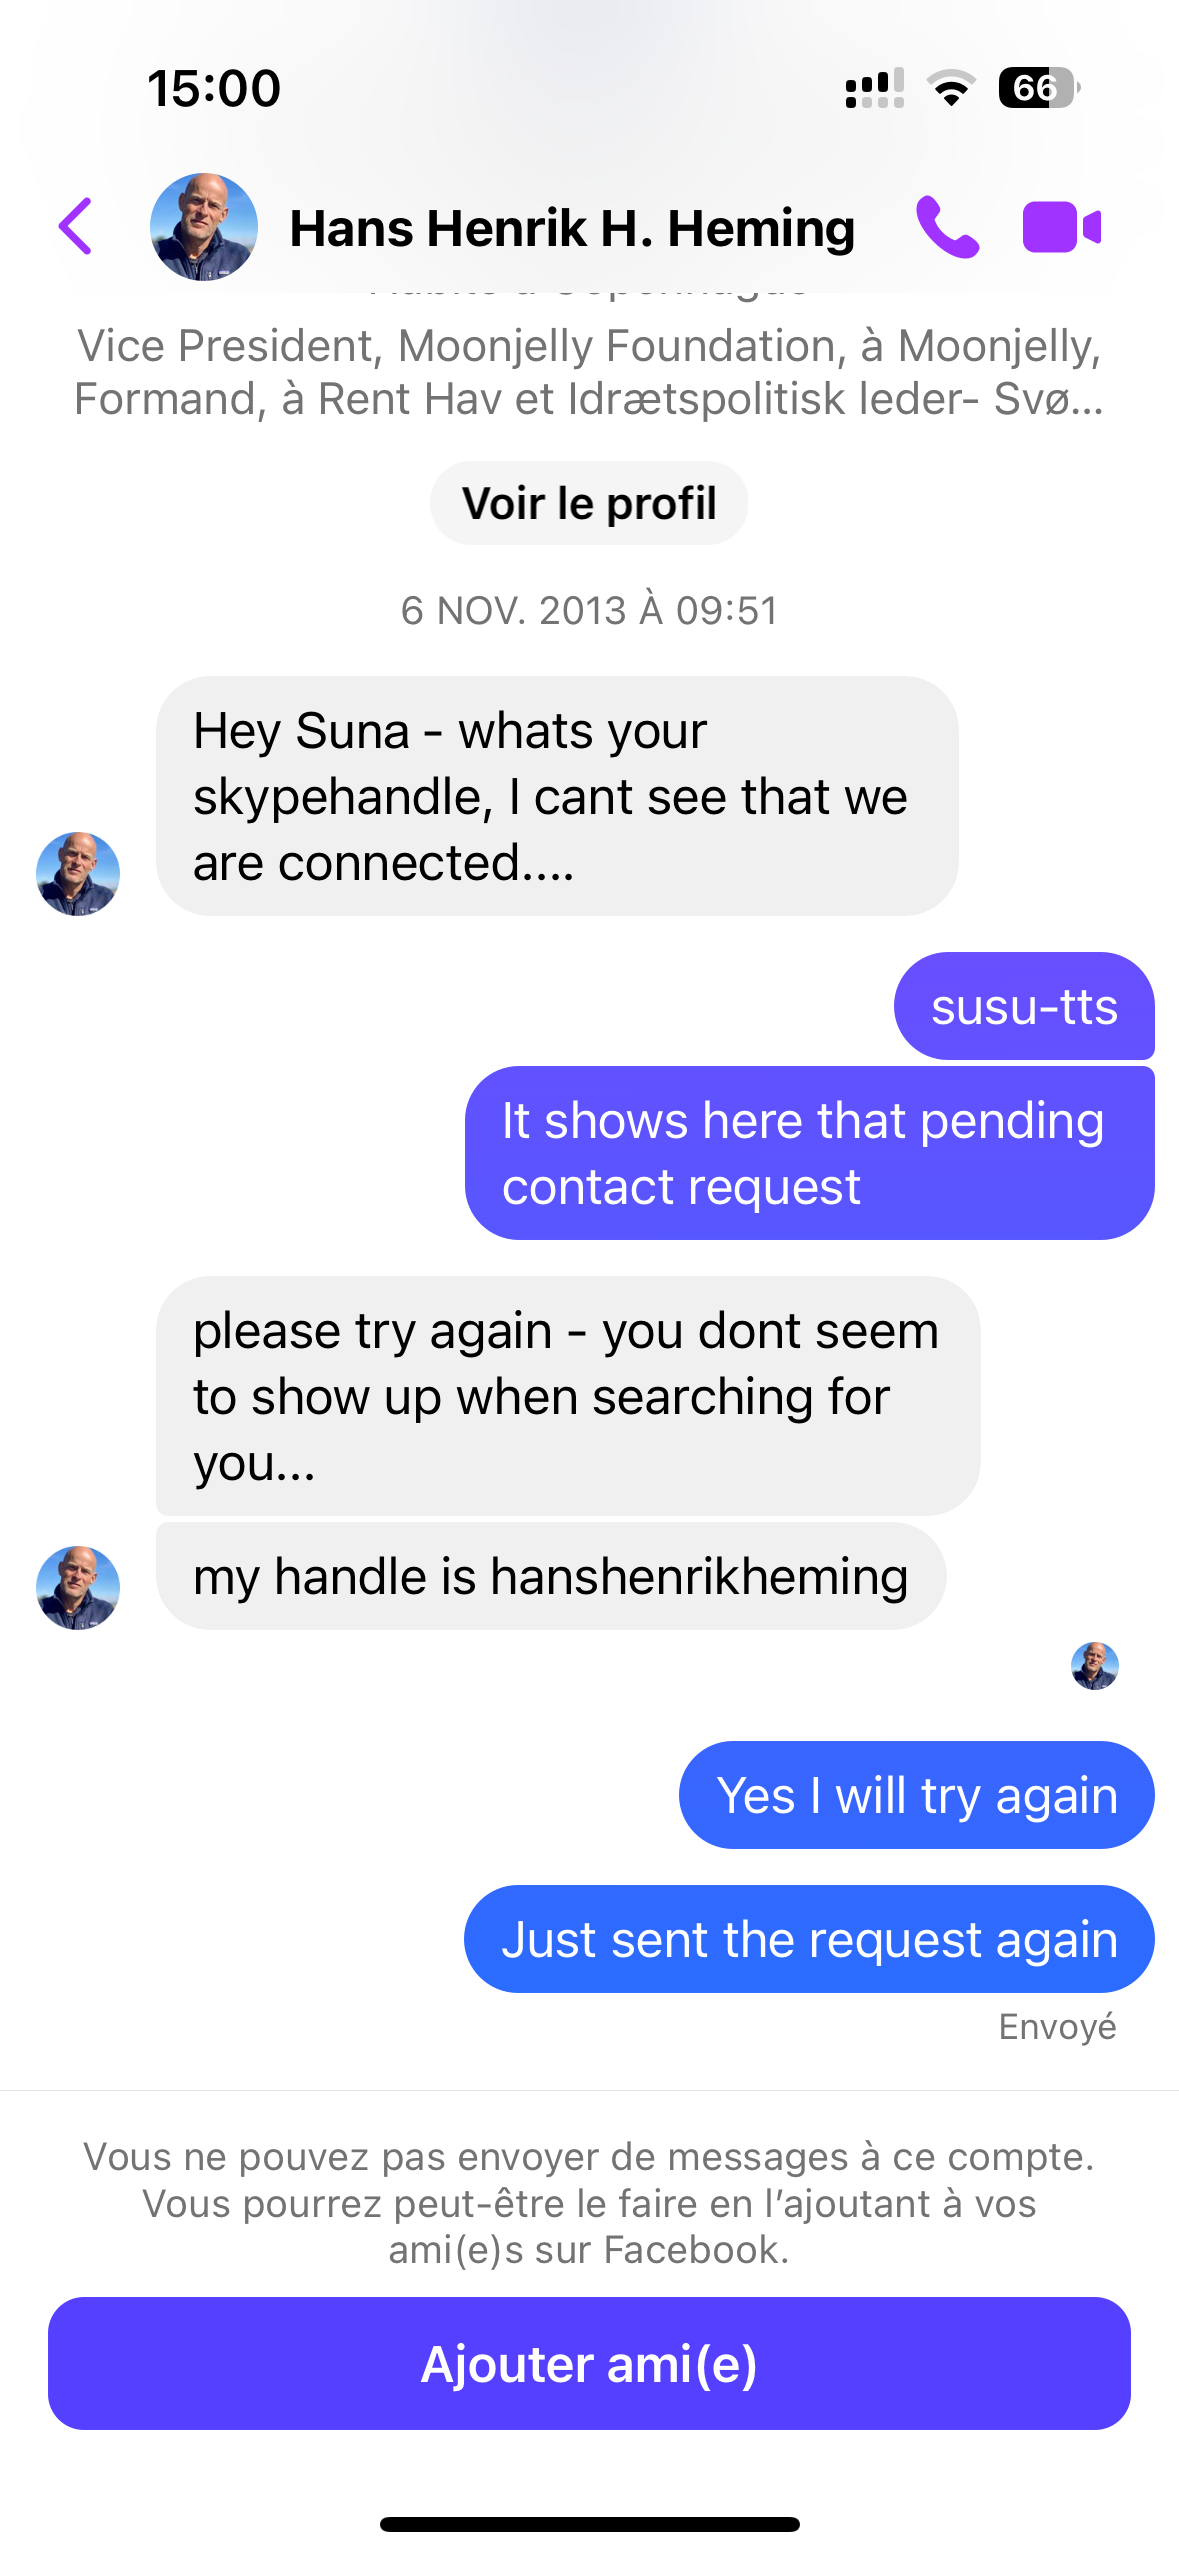 15:00
66
Hans Henrik H. Heming
Vice President, Moonjelly Foundation, à Moonjelly,
Formand, à Rent Hav et Idrætspolitisk leder- Svø...
Voir le profil
6 NOV. 2013 À 09:51
Hey Suna - whats your
skypehandle, I cant see that we
are connected....
susu-tts
It shows here that pending
contact request
please try again - you dont seem
to show up when searching for
you...
my handle is hanshenrikheming
Yes I will try again
Just sent the request again
Envoyé
Vous ne pouvez pas envoyer de messages à ce compte.
Vous pourrez peut-être le faire en l’ajoutant à vos
ami(e)s sur Facebook.
Ajouter ami(e)